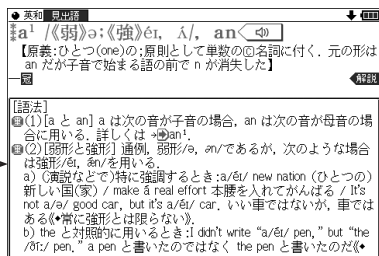 ● 英和 見出語
⁑a¹ /《弱》ə;《強》éɪ, ʌ́/, an
【原義:ひとつ(one)の;原則として単数のⒸ名詞に付く. 元の形は
an だが子音で始まる語の前で n が消失した】
—冠 解説
[語法]
(1)[a と an] a は次の音が子音の場合, an は次の音が母音の場
合に用いる. 詳しくは →an¹.
(2)[弱形と強形] 通例, 弱形/ə, ən/であるが, 次のような場合
は強形/éɪ, ǽn/を用いる.
a) (演説などで)特に強調するとき:a/éɪ/ new nation (ひとつの)
新しい国(家) / make á real effort 本腰を入れてがんばる / It's
not a/ə/ good car, but it's a/éɪ/ car. いい車ではないが, 車では
ある《◆常に強形とは限らない》.
b) the と対照的に用いるとき:I didn't write “a/éɪ/ pen,” but “the
/ðíː/ pen.” a pen と書いたのではなく the pen と書いたのだ《◆